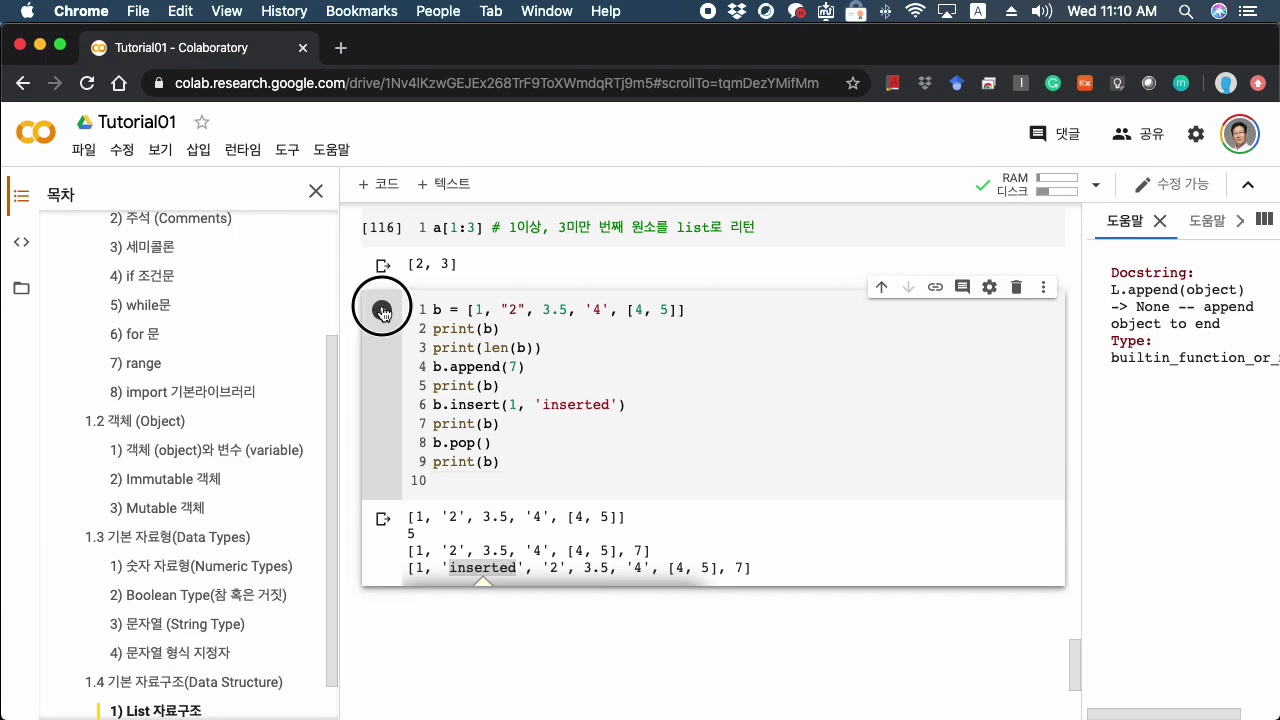 Chrome File Edit View History Bookmarks People Tab Window Help A Wed 11:10 AM
Tutorial01 - Colaboratory
colab.research.google.com/drive/1Nv4lKzwGEJEx268TrF9ToXWmdqRTj9m5#scrollTo=tqmDezYMifMm
Tutorial01
댓글 공유
파일 수정 보기 삽입 런타임 도구 도움말
목차
+ 코드 + 텍스트
RAM
디스크
수정 가능
2) 주석 (Comments)
3) 세미콜론
4) if 조건문
5) while문
6) for 문
7) range
8) import 기본라이브러리
1.2 객체 (Object)
1) 객체 (object)와 변수 (variable)
2) Immutable 객체
3) Mutable 객체
1.3 기본 자료형(Data Types)
1) 숫자 자료형(Numeric Types)
2) Boolean Type(참 혹은 거짓)
3) 문자열 (String Type)
4) 문자열 형식 지정자
1.4 기본 자료구조(Data Structure)
1) List 자료구조
[116] 1 a[1:3] # 1이상, 3미만 번째 원소를 list로 리턴
[2, 3]
1 b = [1, "2", 3.5, '4', [4, 5]]
2 print(b)
3 print(len(b))
4 b.append(7)
5 print(b)
6 b.insert(1, 'inserted')
7 print(b)
8 b.pop()
9 print(b)
10
[1, '2', 3.5, '4', [4, 5]]
5
[1, '2', 3.5, '4', [4, 5], 7]
[1, 'inserted', '2', 3.5, '4', [4, 5], 7]
도움말 도움말
Docstring:
L.append(object)
-> None -- append
object to end
Type:
builtin_function_or_